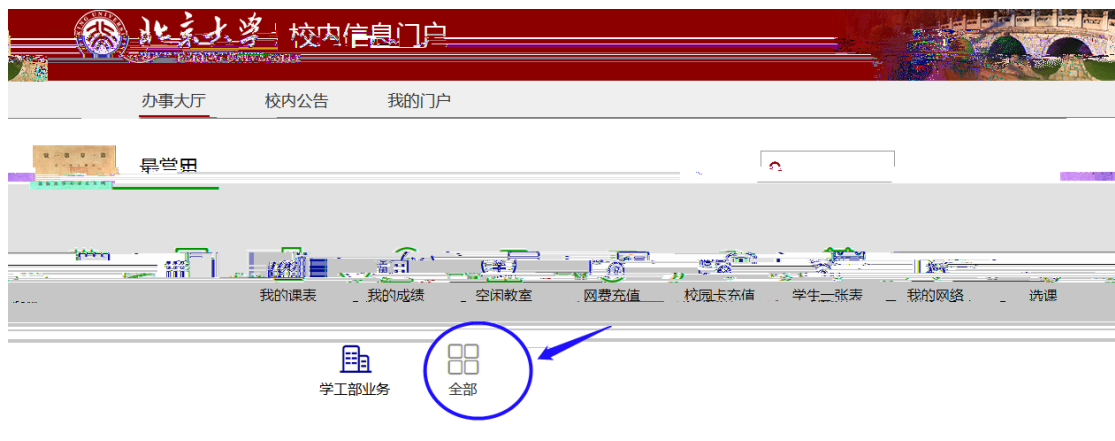 北京大学 校内信息门户
办事大厅 校内公告 我的门户
最常用
我的课表 我的成绩 空闲教室 网费充值 校园卡充值 学生一张表 我的网络 选课
学工部业务 全部